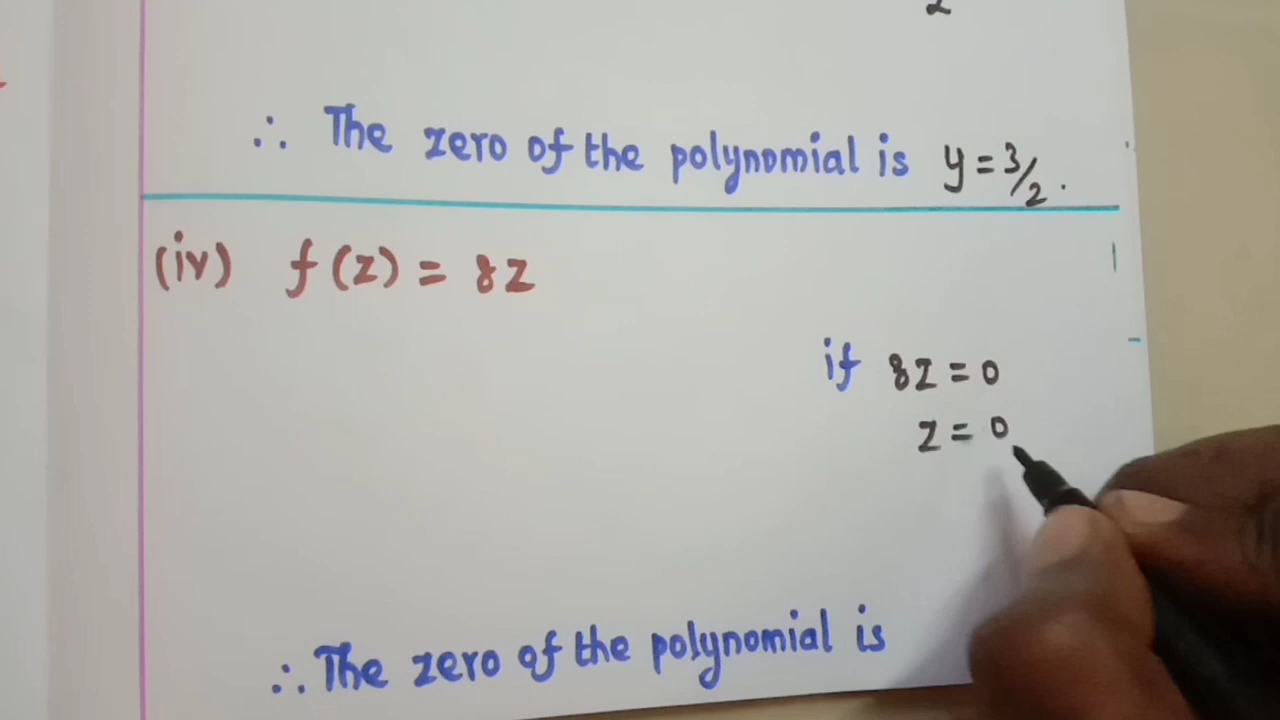 2
∴ The zero of the polynomial is y = 3/2 .
(iv) f (z) = 8z
if 8z = 0
z = 0
∴ The zero of the polynomial is